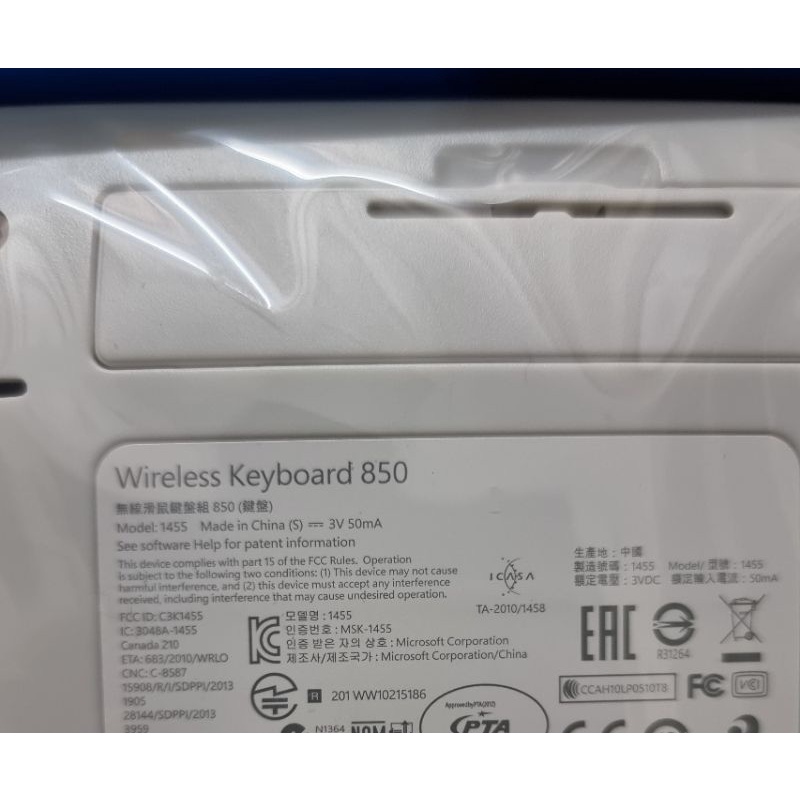 Wireless Keyboard 850
無線滑鼠鍵盤組 850 (鍵盤)
Model: 1455 Made in China (S) ⎓ 3V 50mA
See software Help for patent information
This device complies with part 15 of the FCC Rules. Operation
is subject to the following two conditions: (1) This device may not cause
harmful interference, and (2) this device must accept any interference
received, including interference that may cause undesired operation.
ICASA
TA-2010/1458
生產地：中國
製造號碼：1455 Model/ 型號：1455
額定電壓：3VDC 額定輸入電流：50mA
FCC ID: C3K1455
IC: 3048A-1455
Canada 210
ETA: 683/2010/WRLO
CNC: C-8587
15908/R/I/SDPPI/2013
1905
28144/SDPPI/2013
3959
모델명 : 1455
인증번호 : MSK-1455
인증 받은 자의 상호 : Microsoft Corporation
제조사/제조국가 : Microsoft Corporation/China
EAC
R31264
R 201 WW10215186
CCAH10LP0510T8
FC
VCI
N1364
NOM
Approved by PTA (2012)
PTA